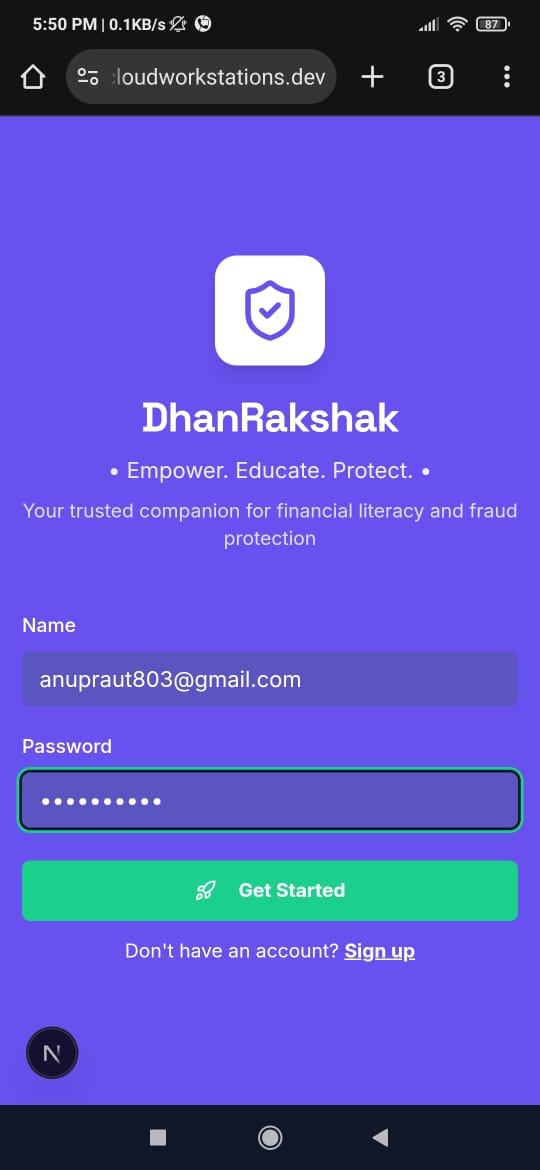 5:50 PM | 0.1KB/s
87
cloudworkstations.dev
3
DhanRakshak
• Empower. Educate. Protect. •
Your trusted companion for financial literacy and fraud
protection
Name
anupraut803@gmail.com
Password
••••••••••
Get Started
Don't have an account? Sign up
N